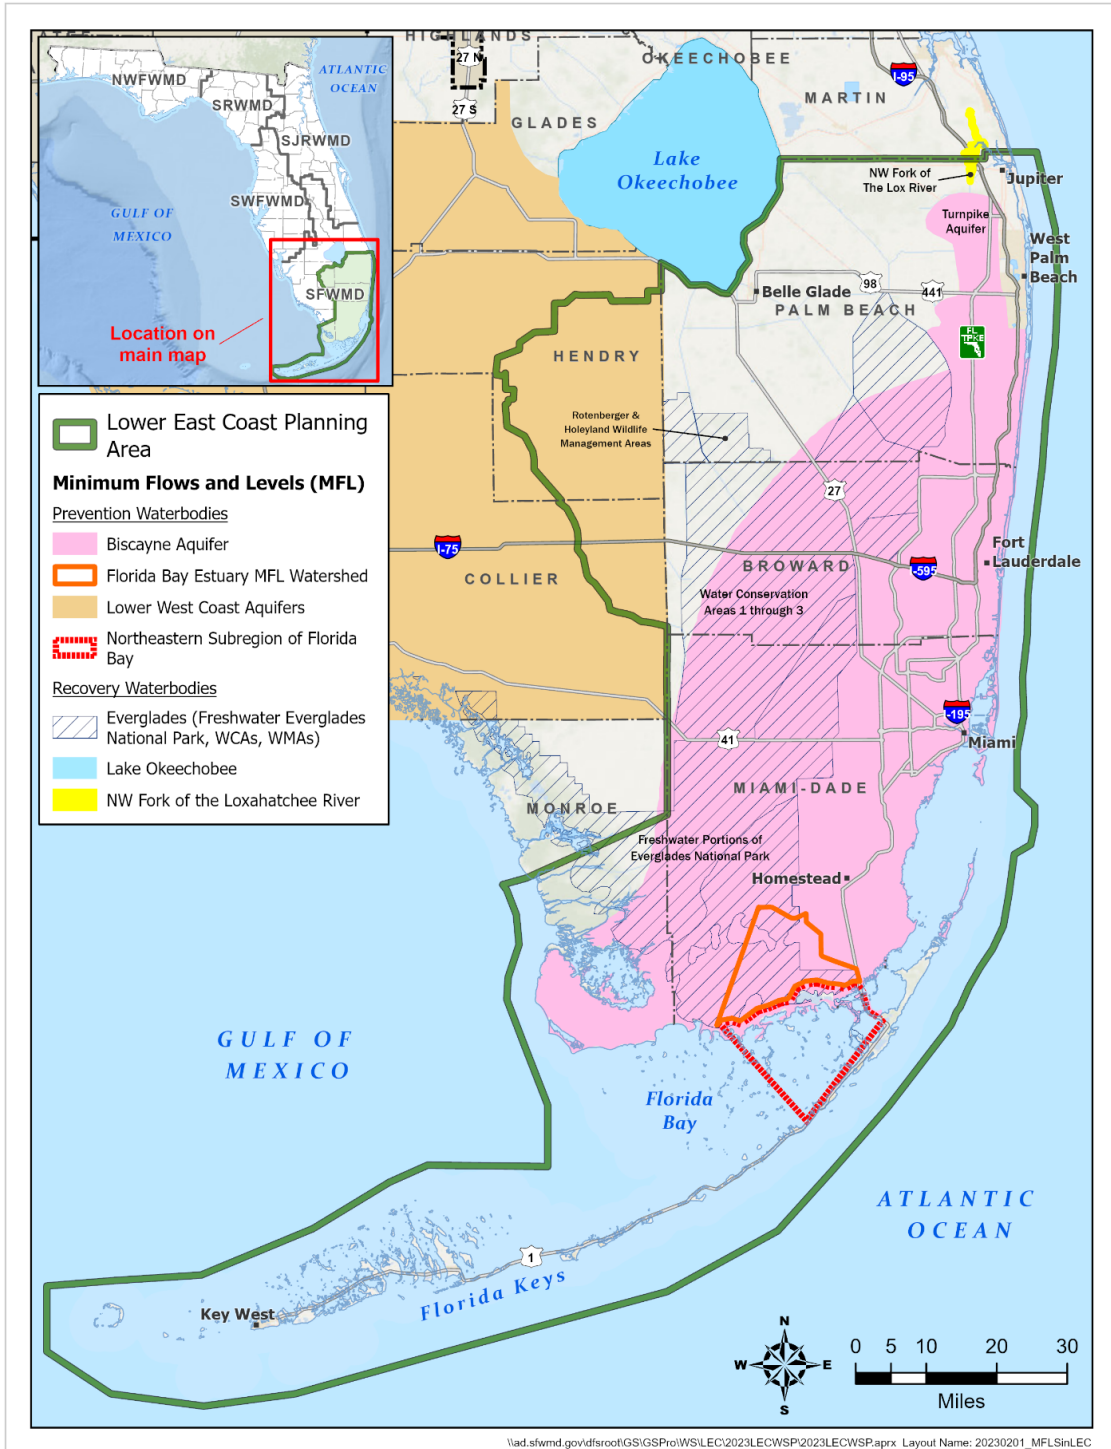 HIGHLANDS
27 N
27 S
OKEECHOBEE
I-95
MARTIN
GLADES
NWFWMD
ATLANTIC
OCEAN
SRWMD
SJRWMD
SWFWMD
GULF OF
MEXICO
SFWMD
Location on
main map
Lake
Okeechobee
NW Fork of
The Lox River
Jupiter
Turnpike
Aquifer
West
Palm
Beach
Belle Glade
98
441
PALM BEACH
FL
TPKE
HENDRY
Rotenberger &
Holeyland Wildlife
Management Areas
27
I-75
COLLIER
BROWARD
I-595
Fort
Lauderdale
Water Conservation
Areas 1 through 3
I-195
41
Miami
MIAMI-DADE
MONROE
Freshwater Portions of
Everglades National Park
Homestead
Lower East Coast Planning
Area
Minimum Flows and Levels (MFL)
Prevention Waterbodies
Biscayne Aquifer
Florida Bay Estuary MFL Watershed
Lower West Coast Aquifers
Northeastern Subregion of Florida
Bay
Recovery Waterbodies
Everglades (Freshwater Everglades
National Park, WCAs, WMAs)
Lake Okeechobee
NW Fork of the Loxahatchee River
GULF OF
MEXICO
Florida
Bay
ATLANTIC
OCEAN
1
Florida Keys
Key West
N
W
E
S
0 5 10 20 30
Miles
\\ad.sfwmd.gov\dfsroot\GS\GSPro\WS\LEC\2023LECWSP\2023LECWSP.aprx Layout Name: 20230201_MFLSinLEC